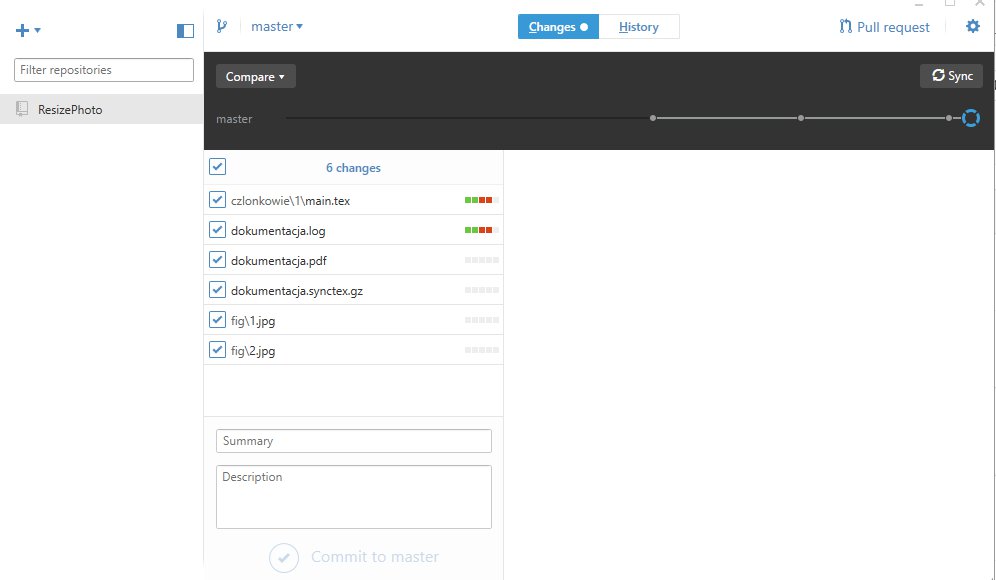 master
Changes
History
Pull request
Filter repositories
ResizePhoto
Compare
Sync
master
6 changes
czlonkowie\1\main.tex
dokumentacja.log
dokumentacja.pdf
dokumentacja.synctex.gz
fig\1.jpg
fig\2.jpg
Summary
Description
Commit to master